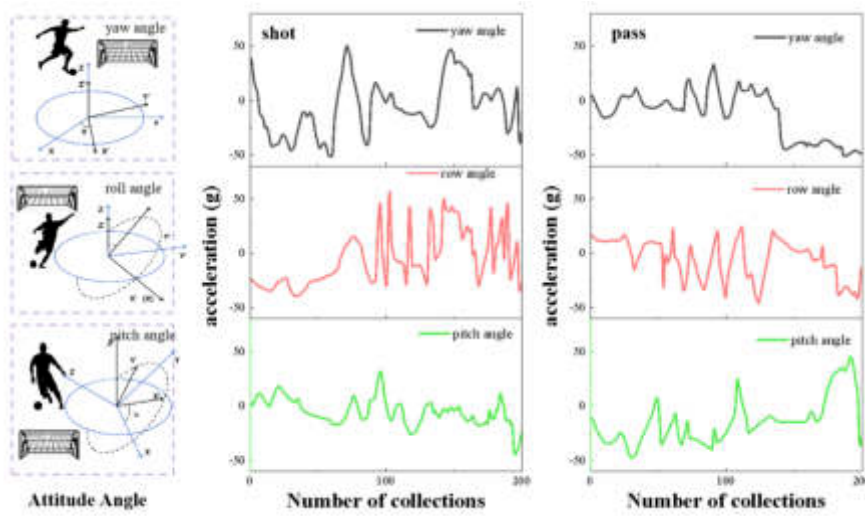 yaw angle
roll angle
pitch angle
Attitude Angle
shot
yaw angle
50
0
-50
row angle
50
0
-50
pitch angle
50
0
-50
0
100
200
acceleration (g)
Number of collections
pass
yaw angle
50
0
-50
row angle
50
0
-50
pitch angle
50
0
-50
0
100
200
acceleration (g)
Number of collections